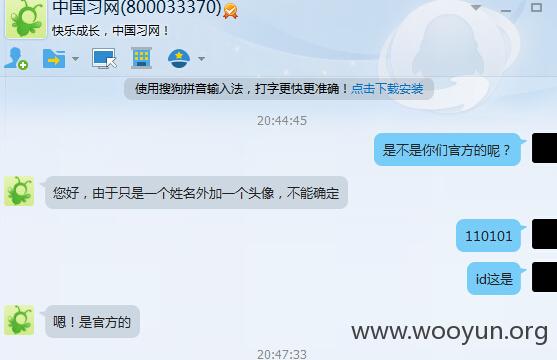 中国习网(800033370)
快乐成长，中国习网！
使用搜狗拼音输入法，打字更快更准确！点击下载安装
20:44:45
是不是你们官方的呢？
您好，由于只是一个姓名外加一个头像，不能确定
110101
id这是
嗯！是官方的
www.wooyun.org
20:47:33